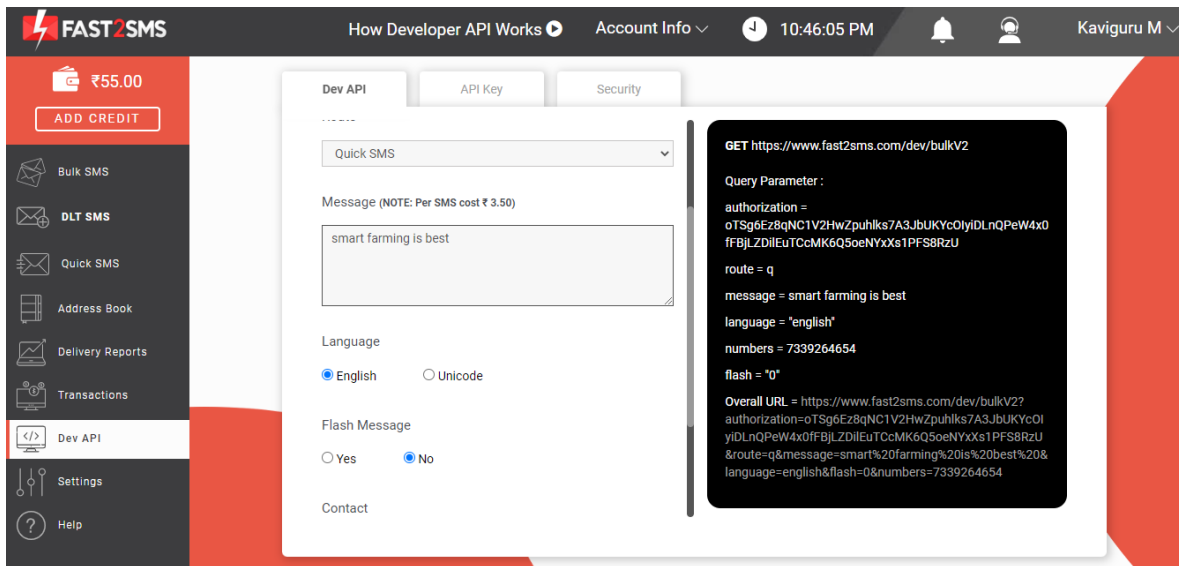 FAST2SMS
How Developer API Works
Account Info
10:46:05 PM
Kaviguru M
₹55.00
ADD CREDIT
Bulk SMS
DLT SMS
Quick SMS
Address Book
Delivery Reports
Transactions
Dev API
Settings
Help
Dev API
API Key
Security
Quick SMS
Message (NOTE: Per SMS cost ₹ 3.50)
smart farming is best
Language
English
Unicode
Flash Message
Yes
No
Contact
GET https://www.fast2sms.com/dev/bulkV2
Query Parameter :
authorization =
oTSg6Ez8qNC1V2HwZpuhlks7A3JbUKYcOIyiDLnQPeW4x0
fFBjLZDilEuTCcMK6Q5oeNYxXs1PFS8RzU
route = q
message = smart farming is best
language = "english"
numbers = 7339264654
flash = "0"
Overall URL = https://www.fast2sms.com/dev/bulkV2?
authorization=oTSg6Ez8qNC1V2HwZpuhlks7A3JbUKYcOI
yiDLnQPeW4x0fFBjLZDilEuTCcMK6Q5oeNYxXs1PFS8RzU
&route=q&message=smart%20farming%20is%20best%20&
language=english&flash=0&numbers=7339264654